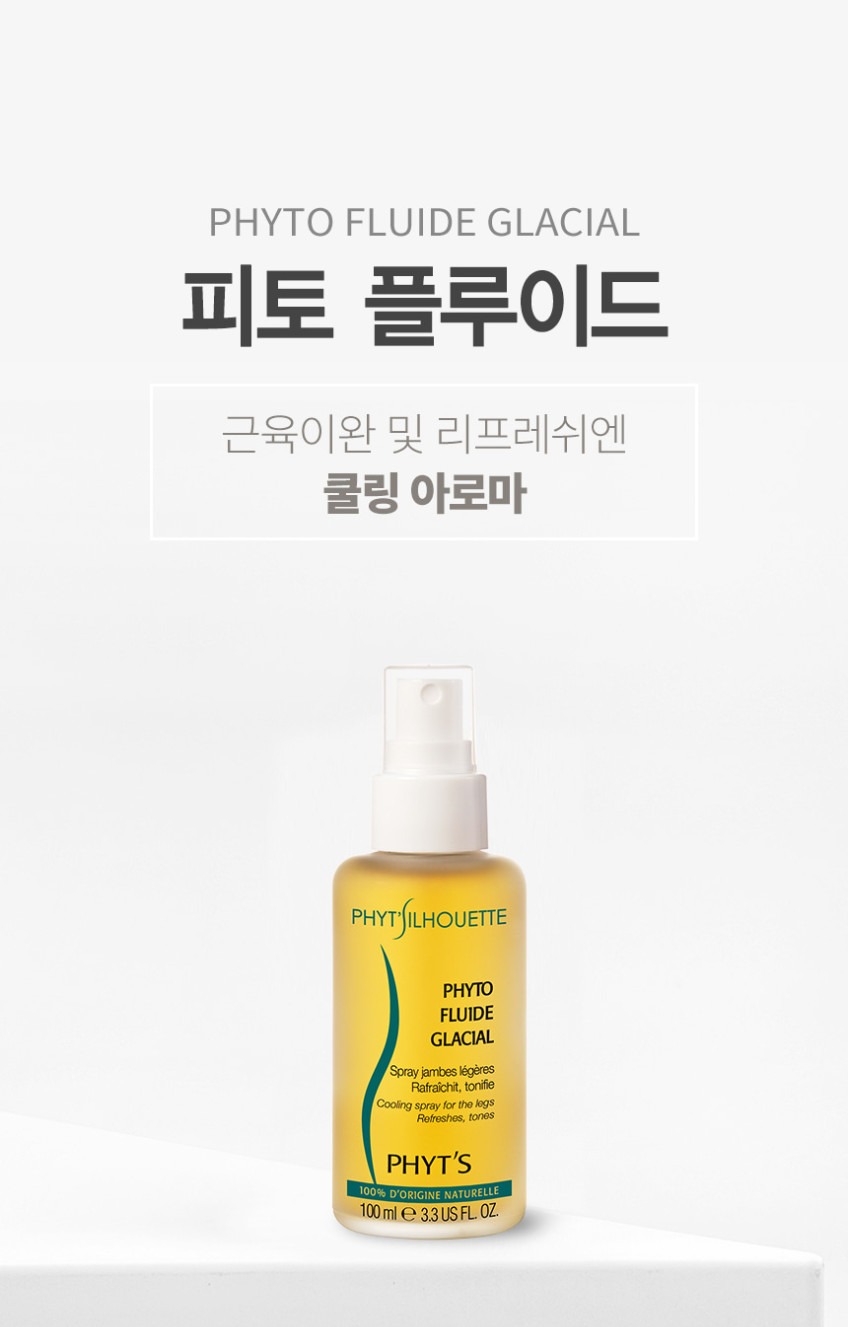 PHYTO FLUIDE GLACIAL
피토 플루이드
근육이완 및 리프레쉬엔
쿨링 아로마
PHYT'SILHOUETTE
PHYTO
FLUIDE
GLACIAL
Spray jambes légères
Rafraîchit, tonifie
Cooling spray for the legs
Refreshes, tones
PHYT'S
100% D'ORIGINE NATURELLE
100 ml ℮ 3.3 US FL. OZ.